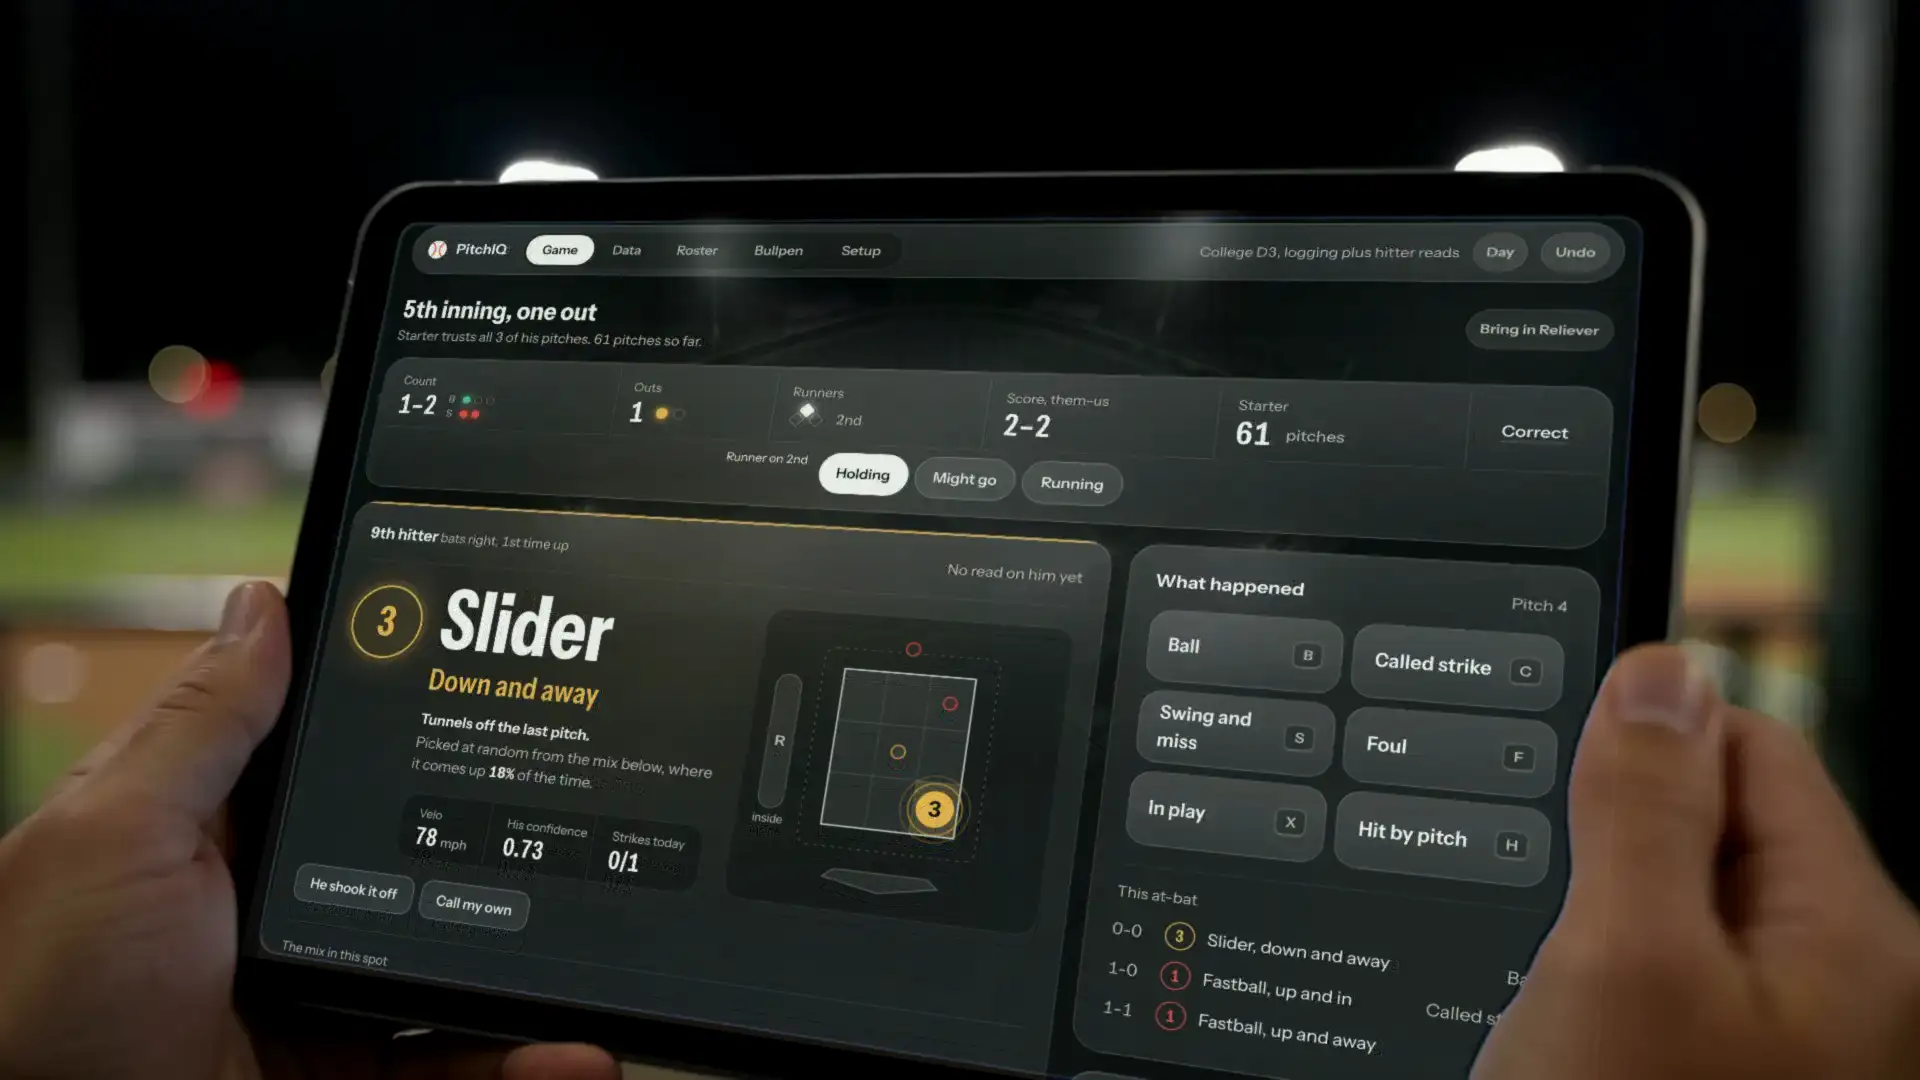 PitchIQ Game Data Roster Bullpen Setup College D3, logging plus hitter reads Day Undo
5th inning, one out
Starter trusts all 3 of his pitches. 61 pitches so far.
Bring in Reliever
Count
1-2 B
S
Outs
1
Runners
2nd
Score, them-us
2-2
Starter
61 pitches
Correct
Runner on 2nd Holding Might go Running
9th hitter bats right, 1st time up
No read on him yet
3 Slider
Down and away
Tunnels off the last pitch.
Picked at random from the mix below, where
it comes up 18% of the time.
Velo
78 mph
His confidence
0.73
Strikes today
0/1
He shook it off Call my own
The mix in this spot
R
inside
3
What happened
Pitch 4
Ball B
Called strike C
Swing and
miss S
Foul F
In play X
Hit by pitch H
This at-bat
0-0 3 Slider, down and away
1-0 1 Fastball, up and in
1-1 1 Fastball, up and away
Called